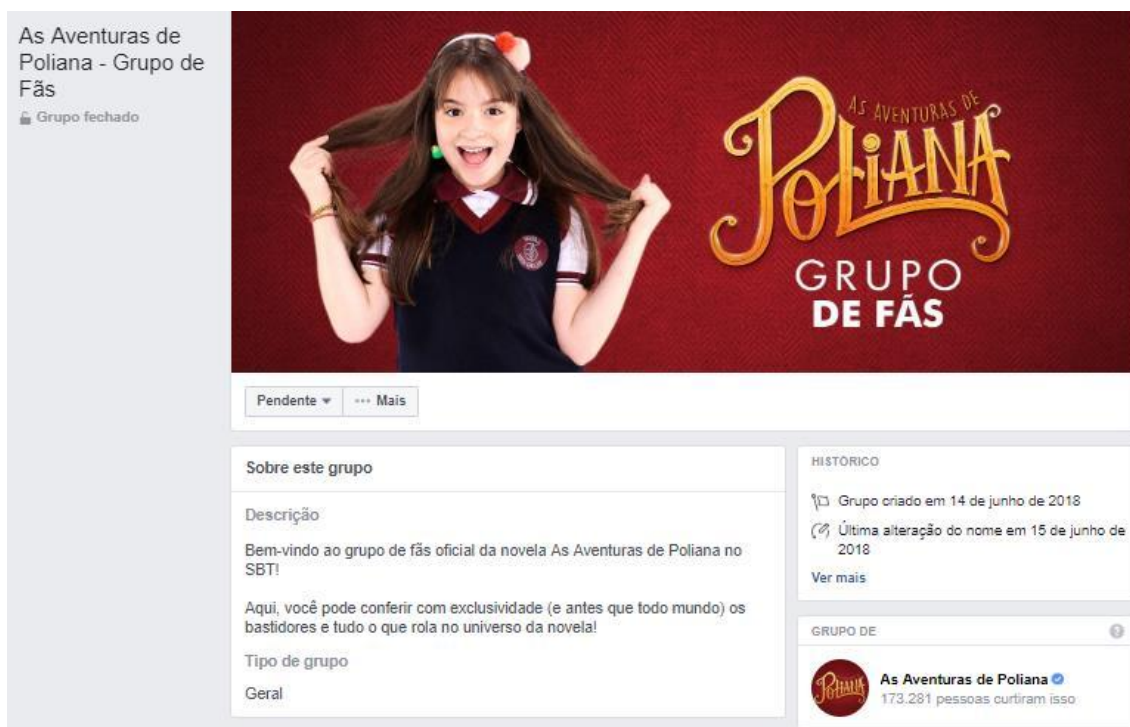 As Aventuras de
Poliana - Grupo de
Fãs
Grupo fechado
AS AVENTURAS DE
POLIANA
GRUPO
DE FÃS
Pendente
Mais
Sobre este grupo
Descrição
Bem-vindo ao grupo de fãs oficial da novela As Aventuras de Poliana no
SBT!
Aqui, você pode conferir com exclusividade (e antes que todo mundo) os
bastidores e tudo o que rola no universo da novela!
Tipo de grupo
Geral
HISTÓRICO
Grupo criado em 14 de junho de 2018
Última alteração do nome em 15 de junho de
2018
Ver mais
GRUPO DE
?
POLIANA
As Aventuras de Poliana
173.281 pessoas curtiram isso